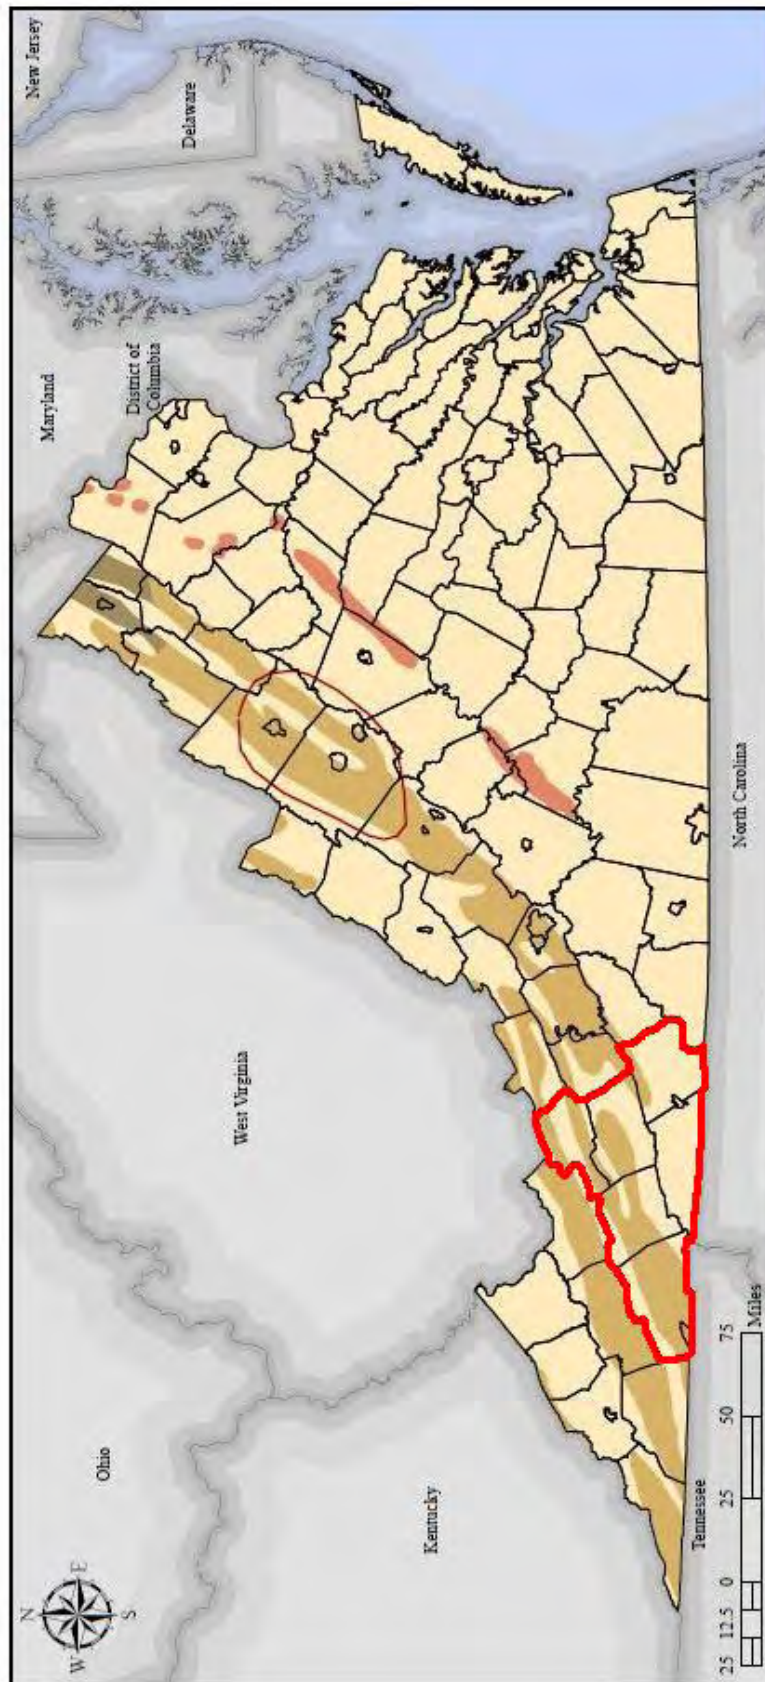 N
W
E
S
Ohio
Kentucky
West Virginia
Maryland
District of
Columbia
Delaware
New Jersey
Tennessee
North Carolina
25 12.5 0 25 50 75
Miles